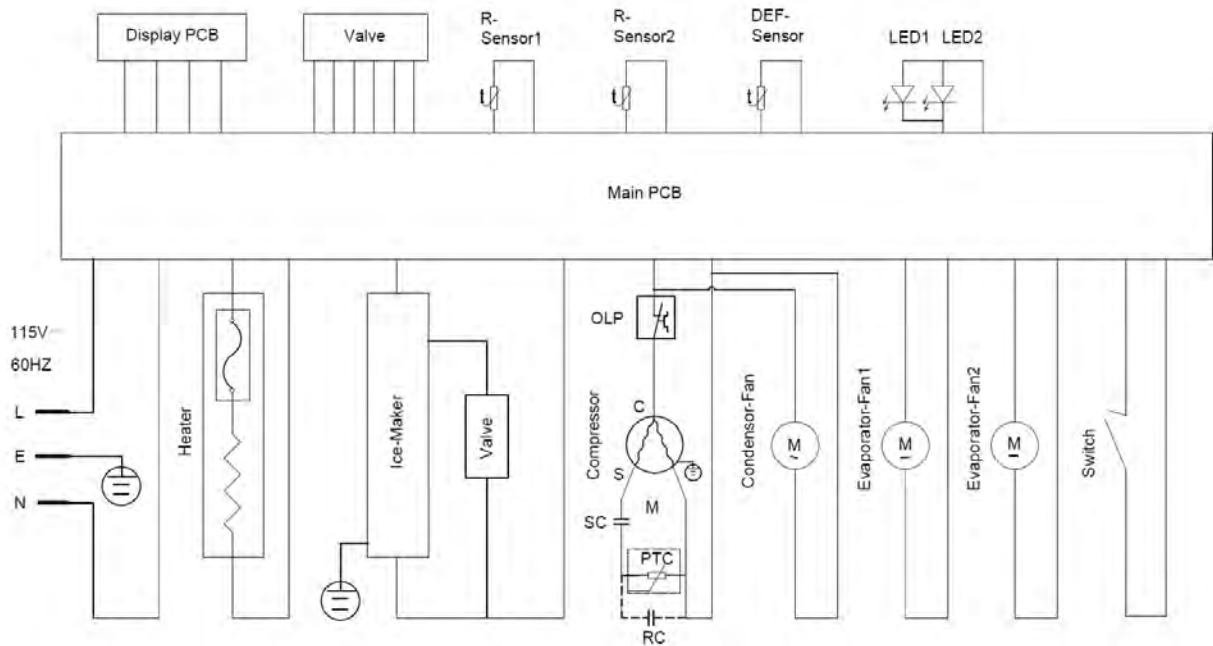 Display PCB
Valve
R-
Sensor1
R-
Sensor2
DEF-
Sensor
LED1 LED2
t
t
t
Main PCB
115V
60HZ
L
E
N
Heater
Ice-Maker
Valve
OLP
Compressor
C
S
M
SC
PTC
RC
Condensor-Fan
M
~
Evaporator-Fan1
M
Evaporator-Fan2
M
Switch